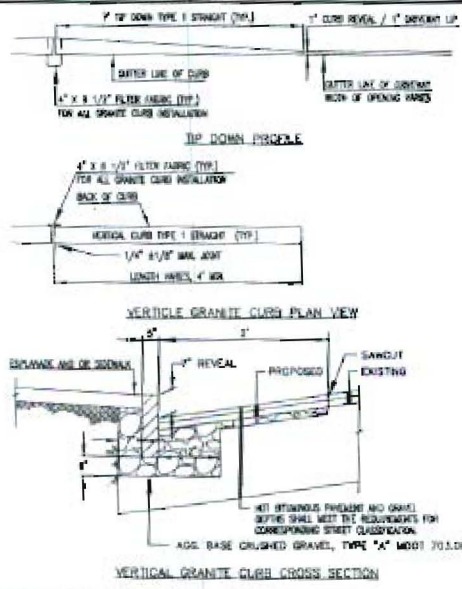 7' TIP DOWN TYPE 1 STRAIGHT (TYP.)
1" CURB REVEAL / 1" DRIVEWAY LIP
GUTTER LINE OF CURB
GUTTER LINE OF DRIVEWAY
WIDTH OF OPENING VARIES
4" X 8 1/2" FILTER FABRIC (TYP.)
FOR ALL GRANITE CURB INSTALLATION
TIP DOWN PROFILE
4" X 8 1/2" FILTER FABRIC (TYP.)
FOR ALL GRANITE CURB INSTALLATION
BACK OF CURB
VERTICAL CURB TYPE 1 STRAIGHT (TYP.)
1/4" ±1/8" MAX. JOINT
LENGTH VARIES, 4' MIN.
VERTICLE GRANITE CURB PLAN VIEW
ESPLANADE AND OR SIDEWALK
7" REVEAL
SAWCUT
PROPOSED
EXISTING
HOT BITUMINOUS PAVEMENT AND GRAVEL
DEPTHS SHALL MEET THE REQUIREMENTS FOR
CORRESPONDING STREET CLASSIFICATION.
AGG. BASE CRUSHED GRAVEL, TYPE "A" MDOT 703.0
VERTICAL GRANITE CURB CROSS SECTION